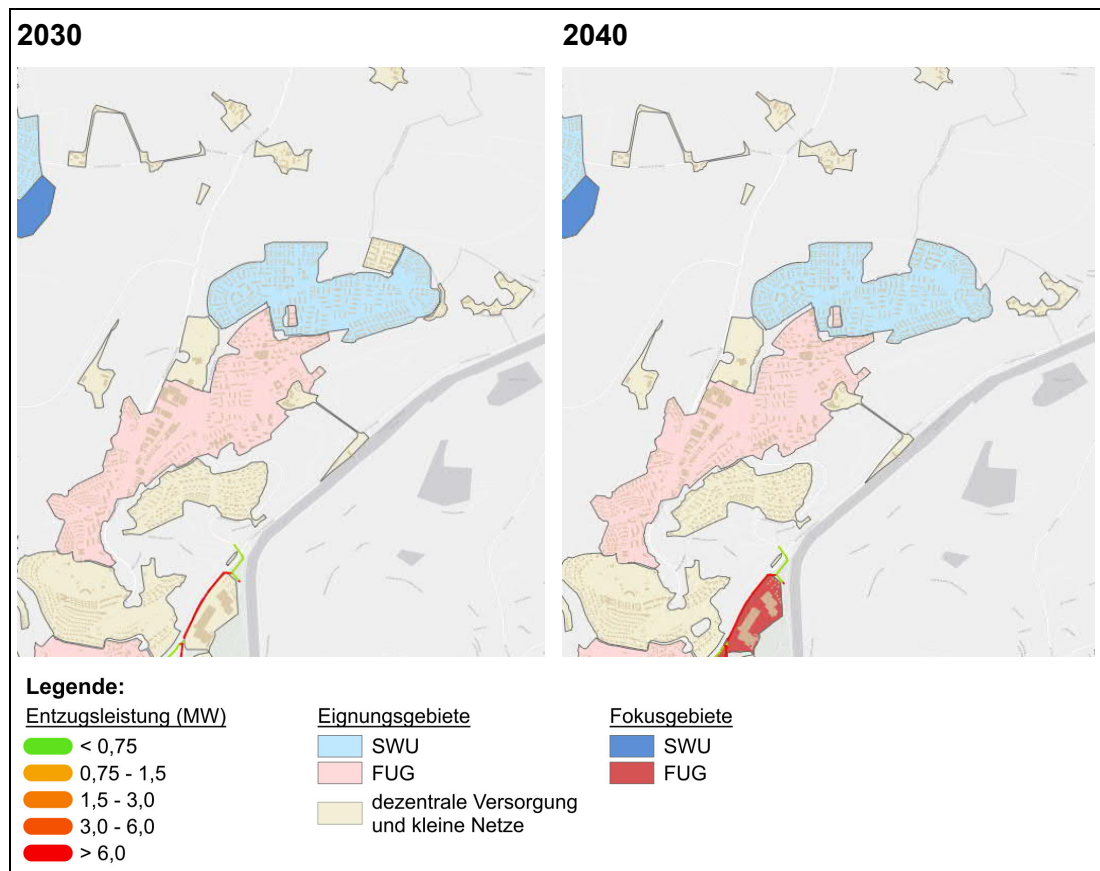 2030
2040
Legende:
Entzugsleistung (MW)
< 0,75
0,75 - 1,5
1,5 - 3,0
3,0 - 6,0
> 6,0
Eignungsgebiete
SWU
FUG
dezentrale Versorgung
und kleine Netze
Fokusgebiete
SWU
FUG